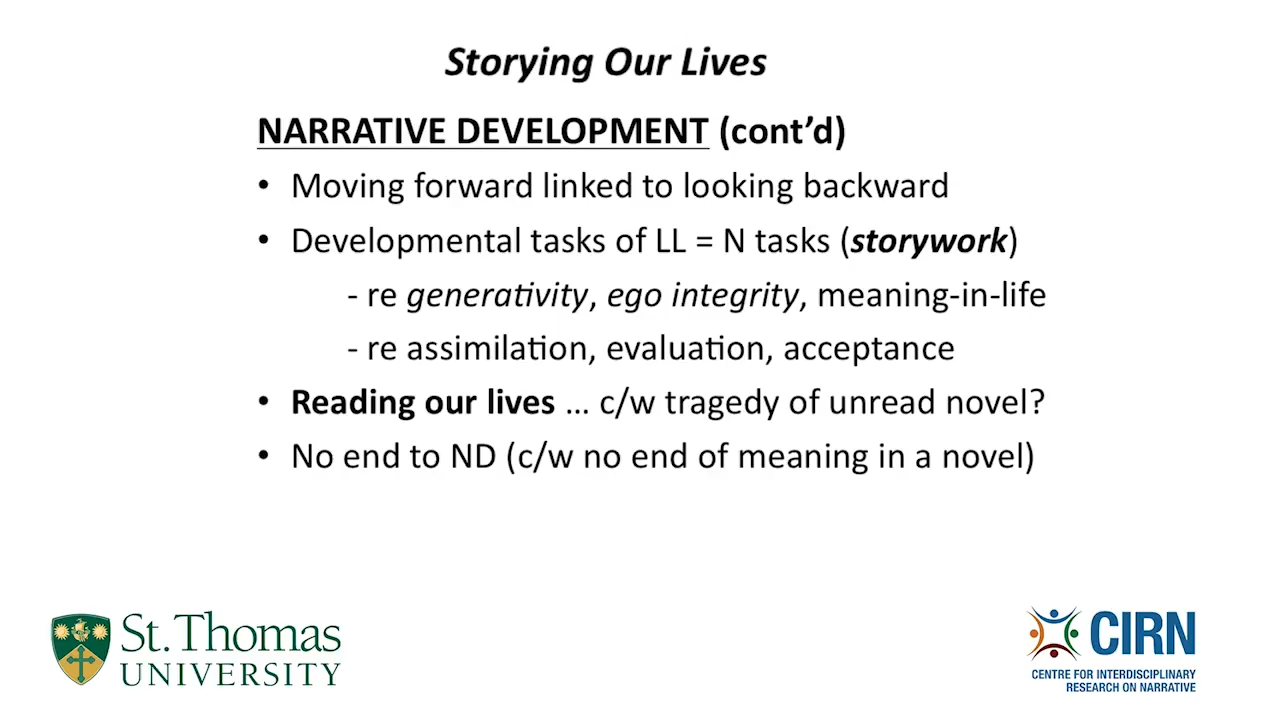 Storying Our Lives
NARRATIVE DEVELOPMENT (cont’d)
• Moving forward linked to looking backward
• Developmental tasks of LL = N tasks (storywork)
- re generativity, ego integrity, meaning-in-life
- re assimilation, evaluation, acceptance
• Reading our lives … c/w tragedy of unread novel?
• No end to ND (c/w no end of meaning in a novel)
St. Thomas
UNIVERSITY
CIRN
CENTRE FOR INTERDISCIPLINARY
RESEARCH ON NARRATIVE